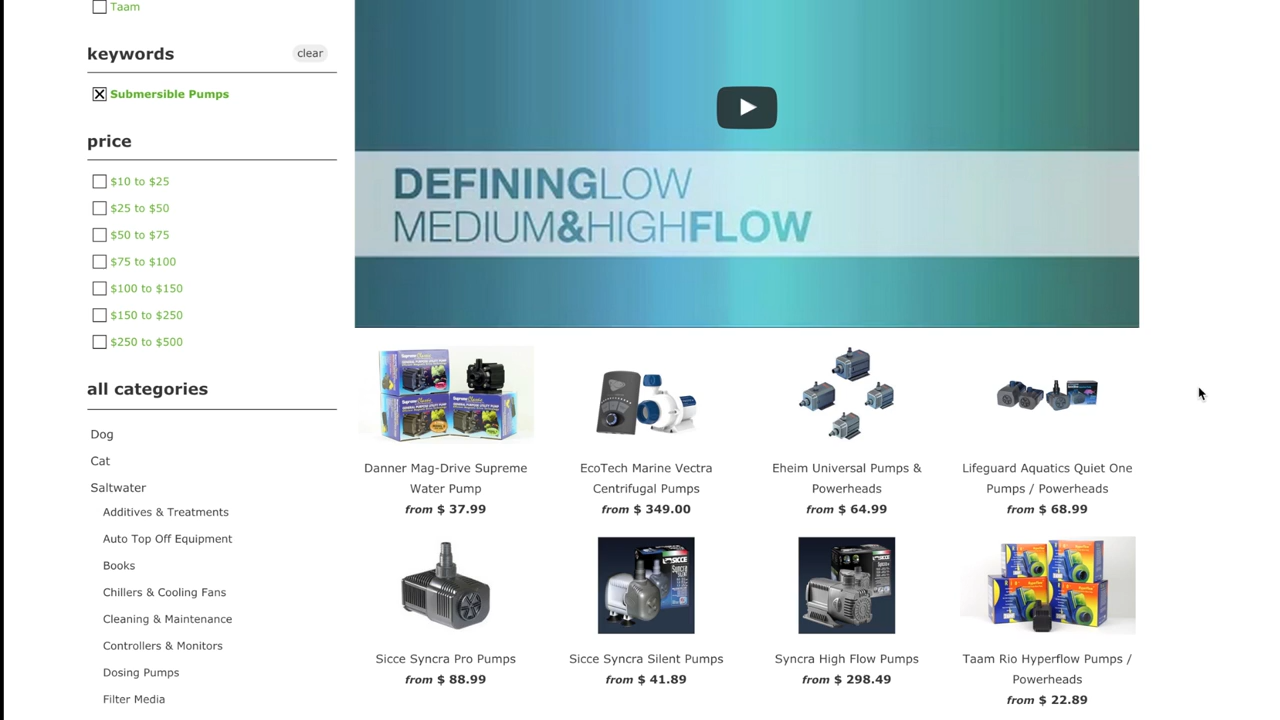 Taam
keywords
clear
Submersible Pumps
price
$10 to $25
$25 to $50
$50 to $75
$75 to $100
$100 to $150
$150 to $250
$250 to $500
all categories
Dog
Cat
Saltwater
Additives & Treatments
Auto Top Off Equipment
Books
Chillers & Cooling Fans
Cleaning & Maintenance
Controllers & Monitors
Dosing Pumps
Filter Media
DEFININGLOW
MEDIUM&HIGHFLOW
Danner Mag-Drive Supreme
Water Pump
from $ 37.99
EcoTech Marine Vectra
Centrifugal Pumps
from $ 349.00
Eheim Universal Pumps &
Powerheads
from $ 64.99
Lifeguard Aquatics Quiet One
Pumps / Powerheads
from $ 68.99
Sicce Syncra Pro Pumps
from $ 88.99
Sicce Syncra Silent Pumps
from $ 41.89
Syncra High Flow Pumps
from $ 298.49
Taam Rio Hyperflow Pumps /
Powerheads
from $ 22.89